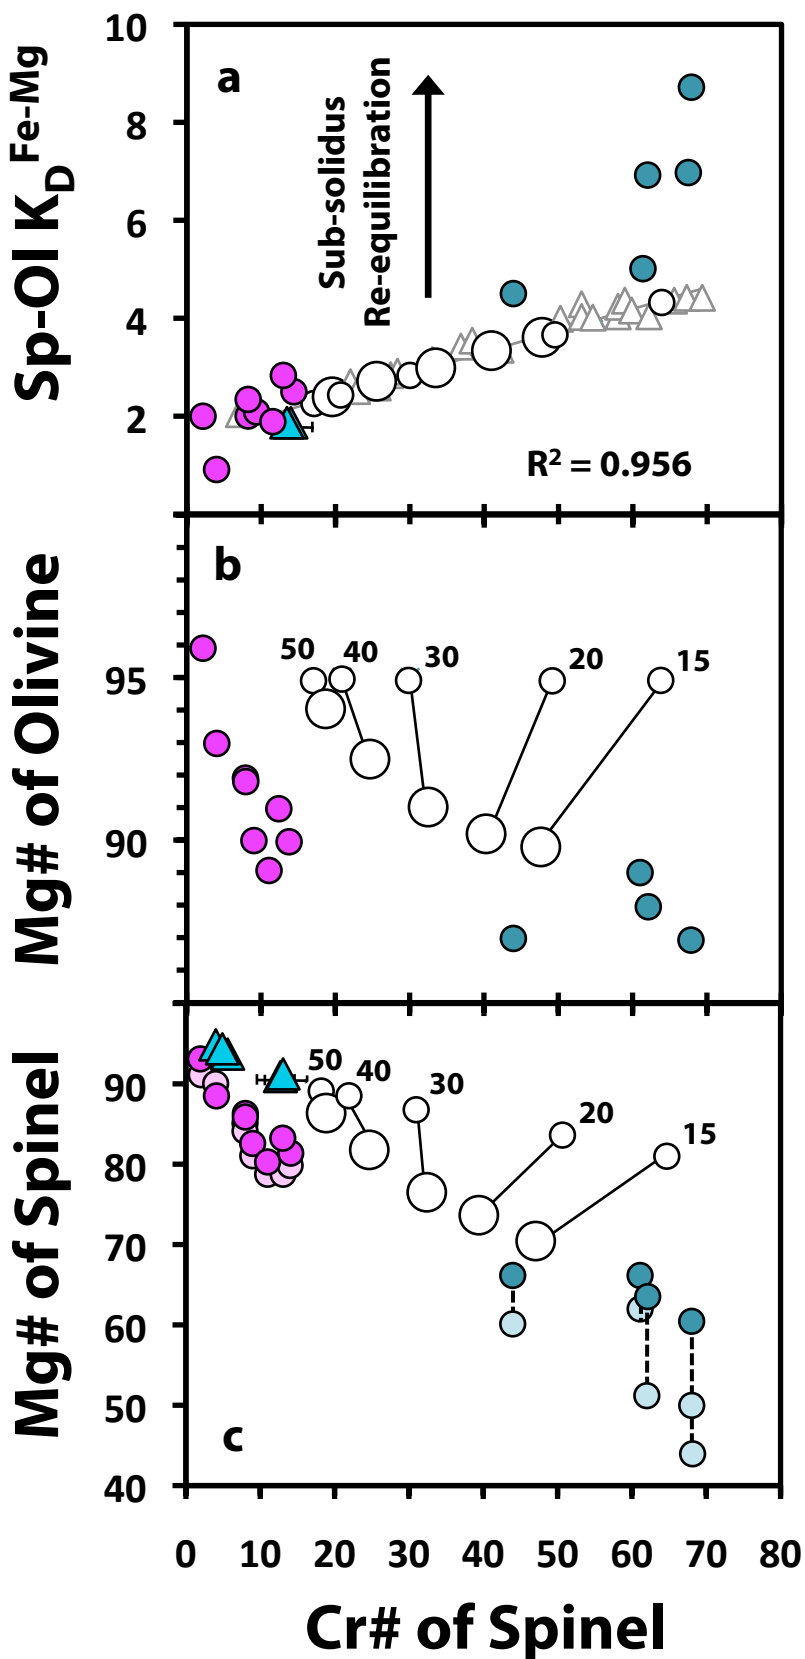 Sp-Ol K_D^Fe-Mg
10
8
6
4
2
a
Sub-solidus
Re-equilibration
R² = 0.956
Mg# of Olivine
95
90
b
50
40
30
20
15
Mg# of Spinel
90
80
70
60
50
40
50
40
30
20
15
c
0 10 20 30 40 50 60 70 80
Cr# of Spinel